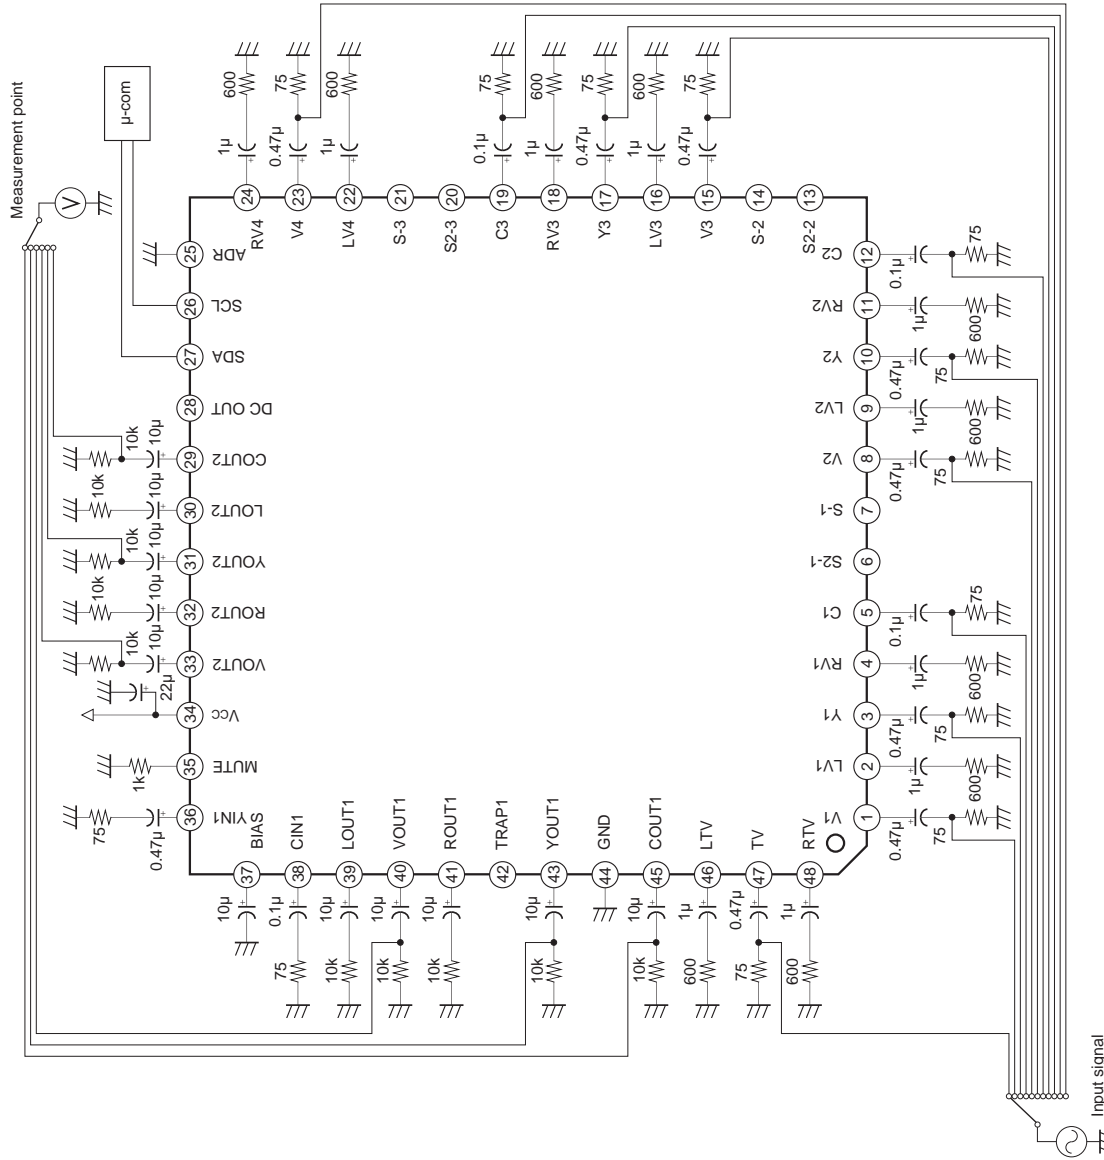 Measurement point
V
µ-com
24 RV4 1µ 600
23 V4 0.47µ 75
22 LV4 1µ 600
21 S-3
20 S2-3
19 C3 0.1µ 75
18 RV3 1µ 600
17 Y3 0.47µ 75
16 LV3 1µ 600
15 V3 0.47µ 75
14 S-2
13 S2-2
25 ADR
26 SCL
27 SDA
28 DC OUT
29 COUT2 10µ 10k
30 LOUT2 10µ 10k
31 YOUT2 10µ 10k
32 ROUT2 10µ 10k
33 VOUT2 10µ 10k
34 Vcc 22µ
35 MUTE 1k
36 YIN1 0.47µ 75
12 C2 0.1µ 75
11 RV2 1µ 600
10 Y2 0.47µ 75
9 LV2 1µ 600
8 V2 0.47µ 75
7 S-1
6 S2-1
5 C1 0.1µ 75
4 RV1 1µ 600
3 Y1 0.47µ 75
2 LV1 1µ 600
1 V1 0.47µ 75
37 BIAS 10µ
38 CIN1 0.1µ 75
39 LOUT1 10µ 10k
40 VOUT1 10µ 10k
41 ROUT1 10µ 10k
42 TRAP1
43 YOUT1 10µ 10k
44 GND
45 COUT1 10µ 10k
46 LTV 1µ 600
47 TV 0.47µ 75
48 RTV 1µ 600
Input signal